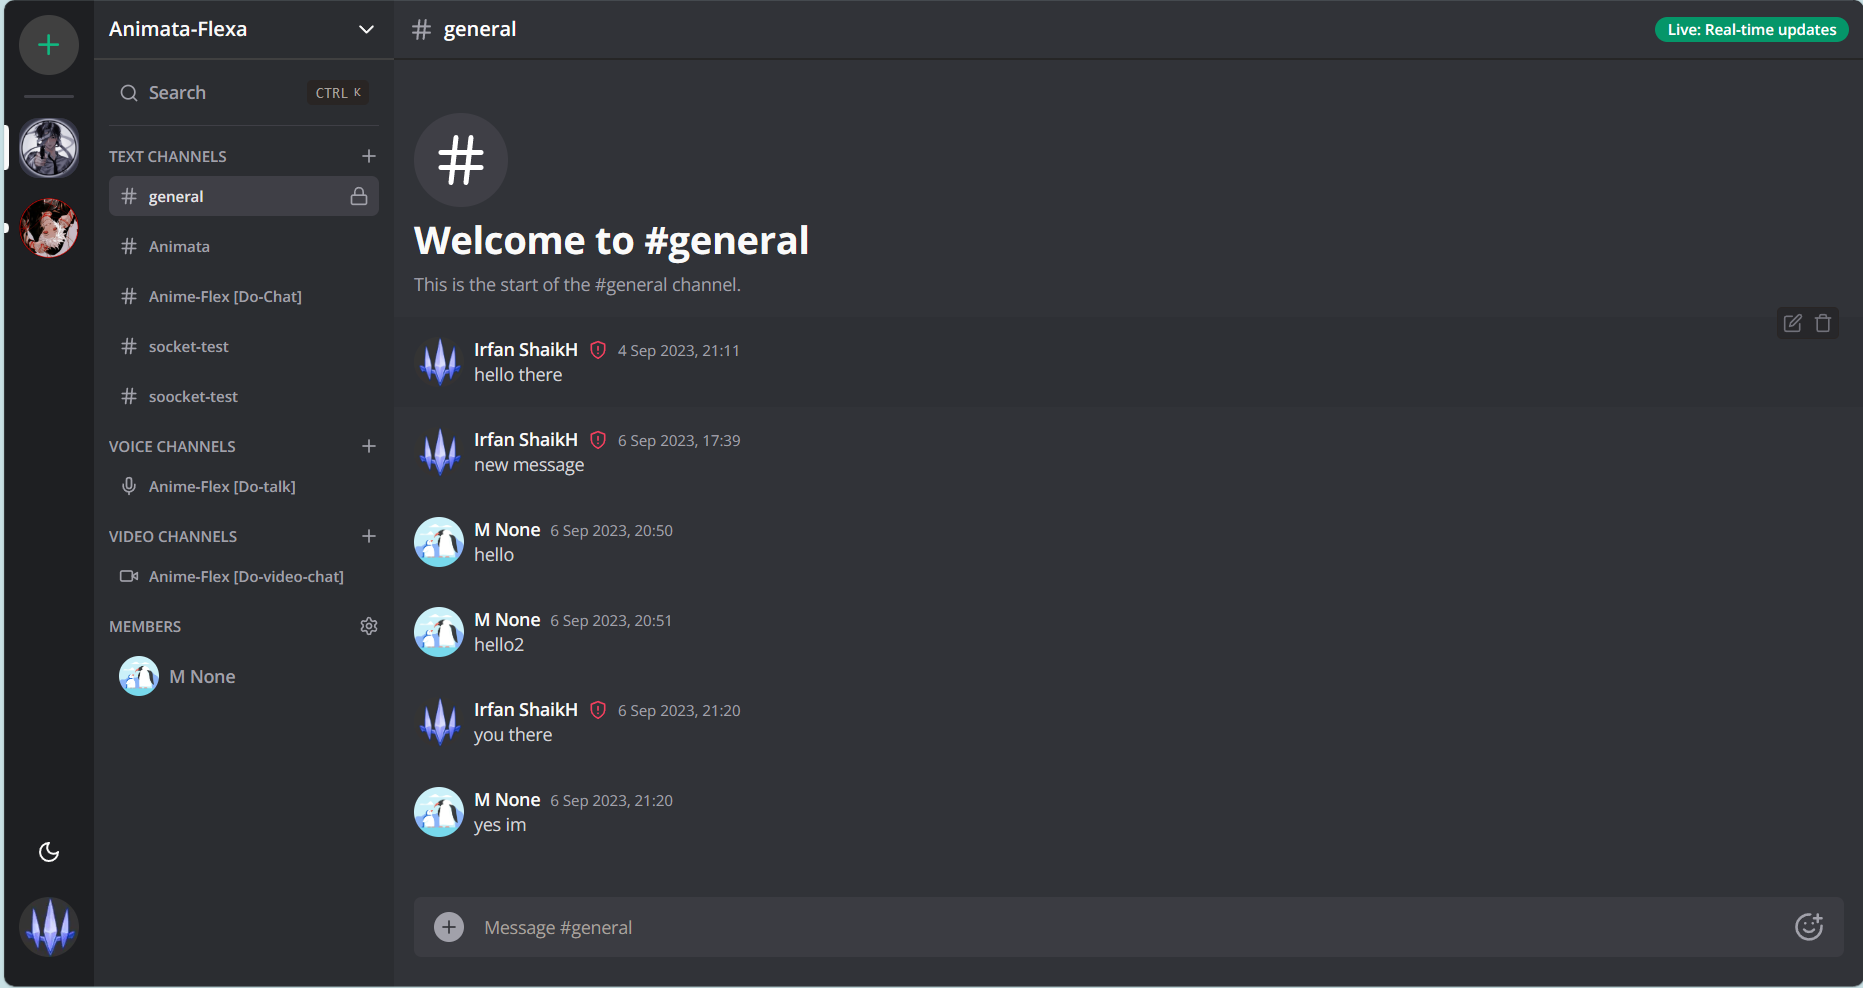 Animata-Flexa
Search
CTRL K
TEXT CHANNELS
general
Animata
Anime-Flex [Do-Chat]
socket-test
soocket-test
VOICE CHANNELS
Anime-Flex [Do-talk]
VIDEO CHANNELS
Anime-Flex [Do-video-chat]
MEMBERS
M None
# general
Live: Real-time updates
#
Welcome to #general
This is the start of the #general channel.
Irfan ShaikH 4 Sep 2023, 21:11
hello there
Irfan ShaikH 6 Sep 2023, 17:39
new message
M None 6 Sep 2023, 20:50
hello
M None 6 Sep 2023, 20:51
hello2
Irfan ShaikH 6 Sep 2023, 21:20
you there
M None 6 Sep 2023, 21:20
yes im
Message #general